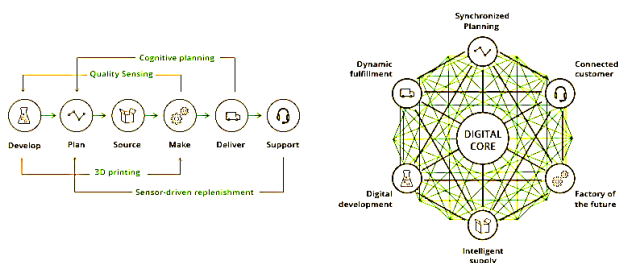 Cognitive planning
Quality Sensing
Develop
Plan
Source
Make
Deliver
Support
3D printing
Sensor-driven replenishment
Synchronized
Planning
Dynamic
fulfillment
Connected
customer
DIGITAL
CORE
Digital
development
Factory of
the future
Intelligent
supply